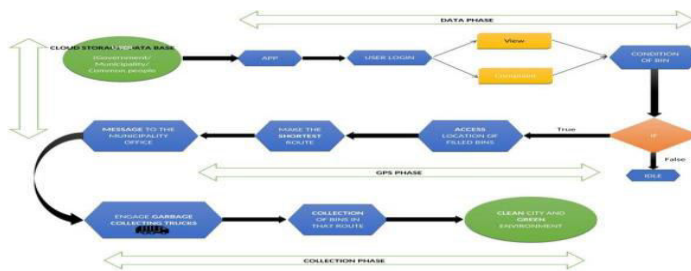 DATA PHASE
CLOUD STORAGE/DATA BASE
USER
(Government/
Municipality/
Common people)
APP
USER LOGIN
View
Complaint
CONDITION
OF BIN
MESSAGE TO THE
MUNICIPALITY
OFFICE
MAKE THE
SHORTEST
ROUTE
ACCESS
LOCATION OF
FILLED BINS
True
IF
False
IDLE
GPS PHASE
ENGAGE GARBAGE
COLLECTING TRUCKS
COLLECTION
OF BINS IN
THAT ROUTE
CLEAN CITY AND
GREEN
ENVIRONMENT
COLLECTION PHASE